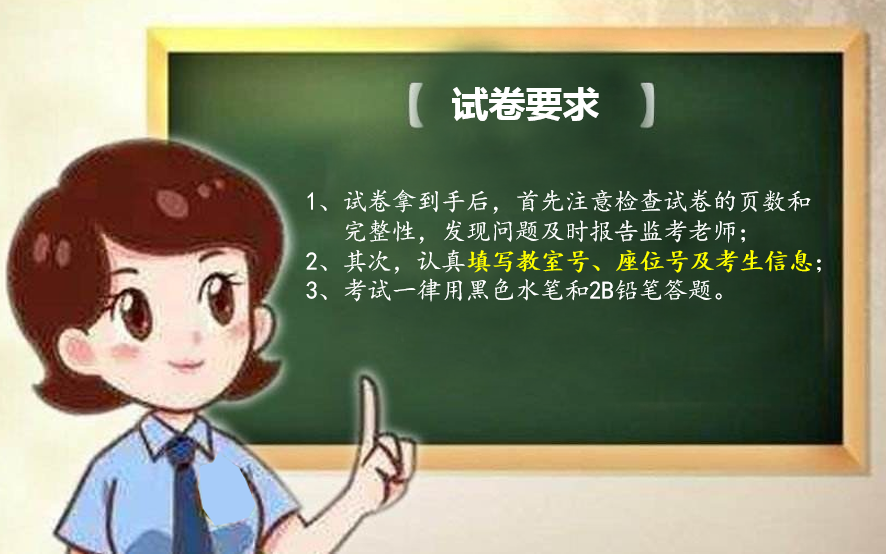 【 试卷要求 】
1、试卷拿到手后，首先注意检查试卷的页数和
完整性，发现问题及时报告监考老师；
2、其次，认真填写教室号、座位号及考生信息；
3、考试一律用黑色水笔和2B铅笔答题。